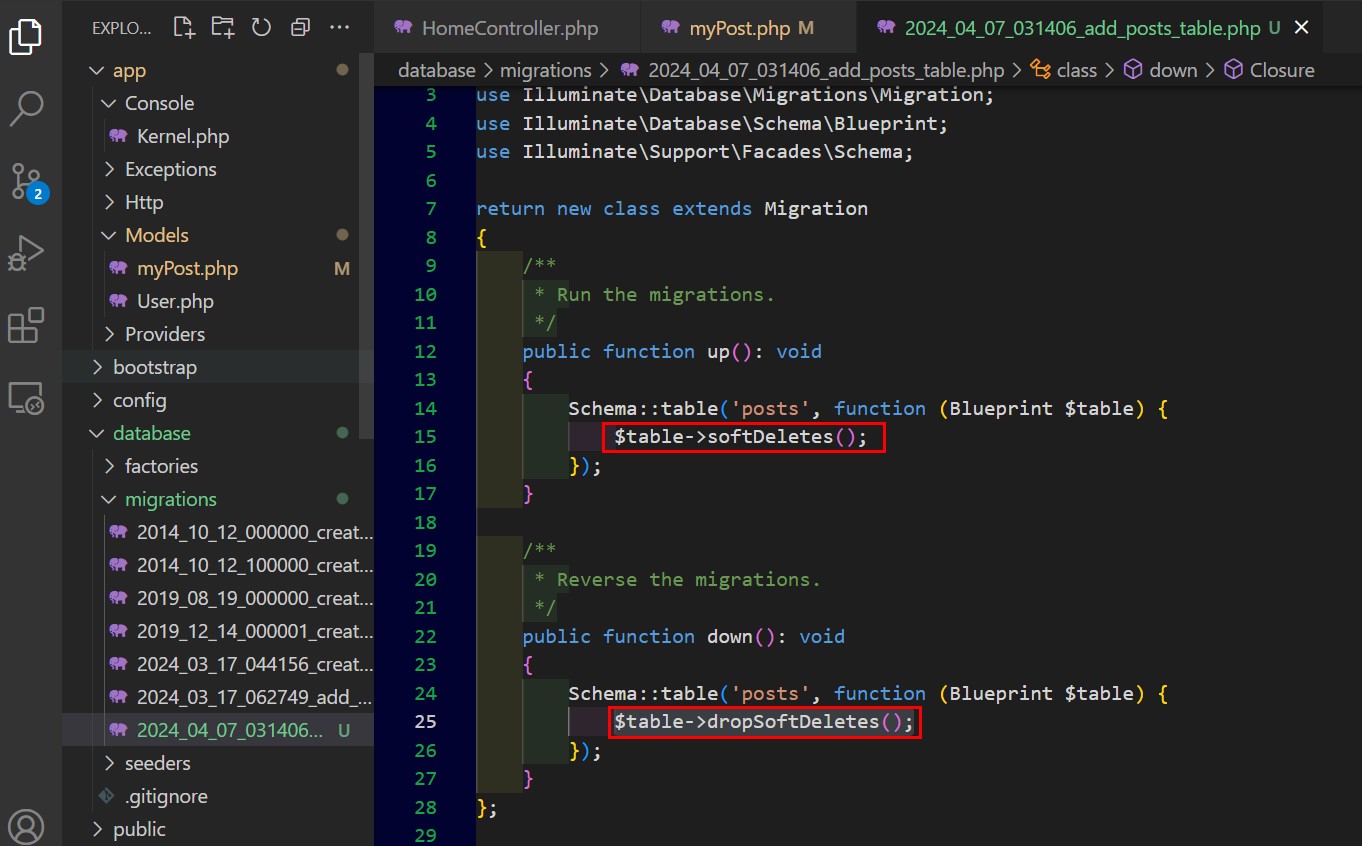 EXPLO...
app
Console
Kernel.php
Exceptions
Http
Models
myPost.php M
User.php
Providers
bootstrap
config
database
factories
migrations
2014_10_12_000000_creat...
2014_10_12_100000_creat...
2019_08_19_000000_creat...
2019_12_14_000001_creat...
2024_03_17_044156_creat...
2024_03_17_062749_add_...
2024_04_07_031406... U
seeders
.gitignore
public
2
HomeController.php
myPost.php M
2024_04_07_031406_add_posts_table.php U
database > migrations > 2024_04_07_031406_add_posts_table.php > class > down > Closure
3 use Illuminate\Database\Migrations\Migration;
4 use Illuminate\Database\Schema\Blueprint;
5 use Illuminate\Support\Facades\Schema;
6
7 return new class extends Migration
8 {
9 /**
10 * Run the migrations.
11 */
12 public function up(): void
13 {
14 Schema::table('posts', function (Blueprint $table) {
15 $table->softDeletes();
16 });
17 }
18
19 /**
20 * Reverse the migrations.
21 */
22 public function down(): void
23 {
24 Schema::table('posts', function (Blueprint $table) {
25 $table->dropSoftDeletes();
26 });
27 }
28 };
29